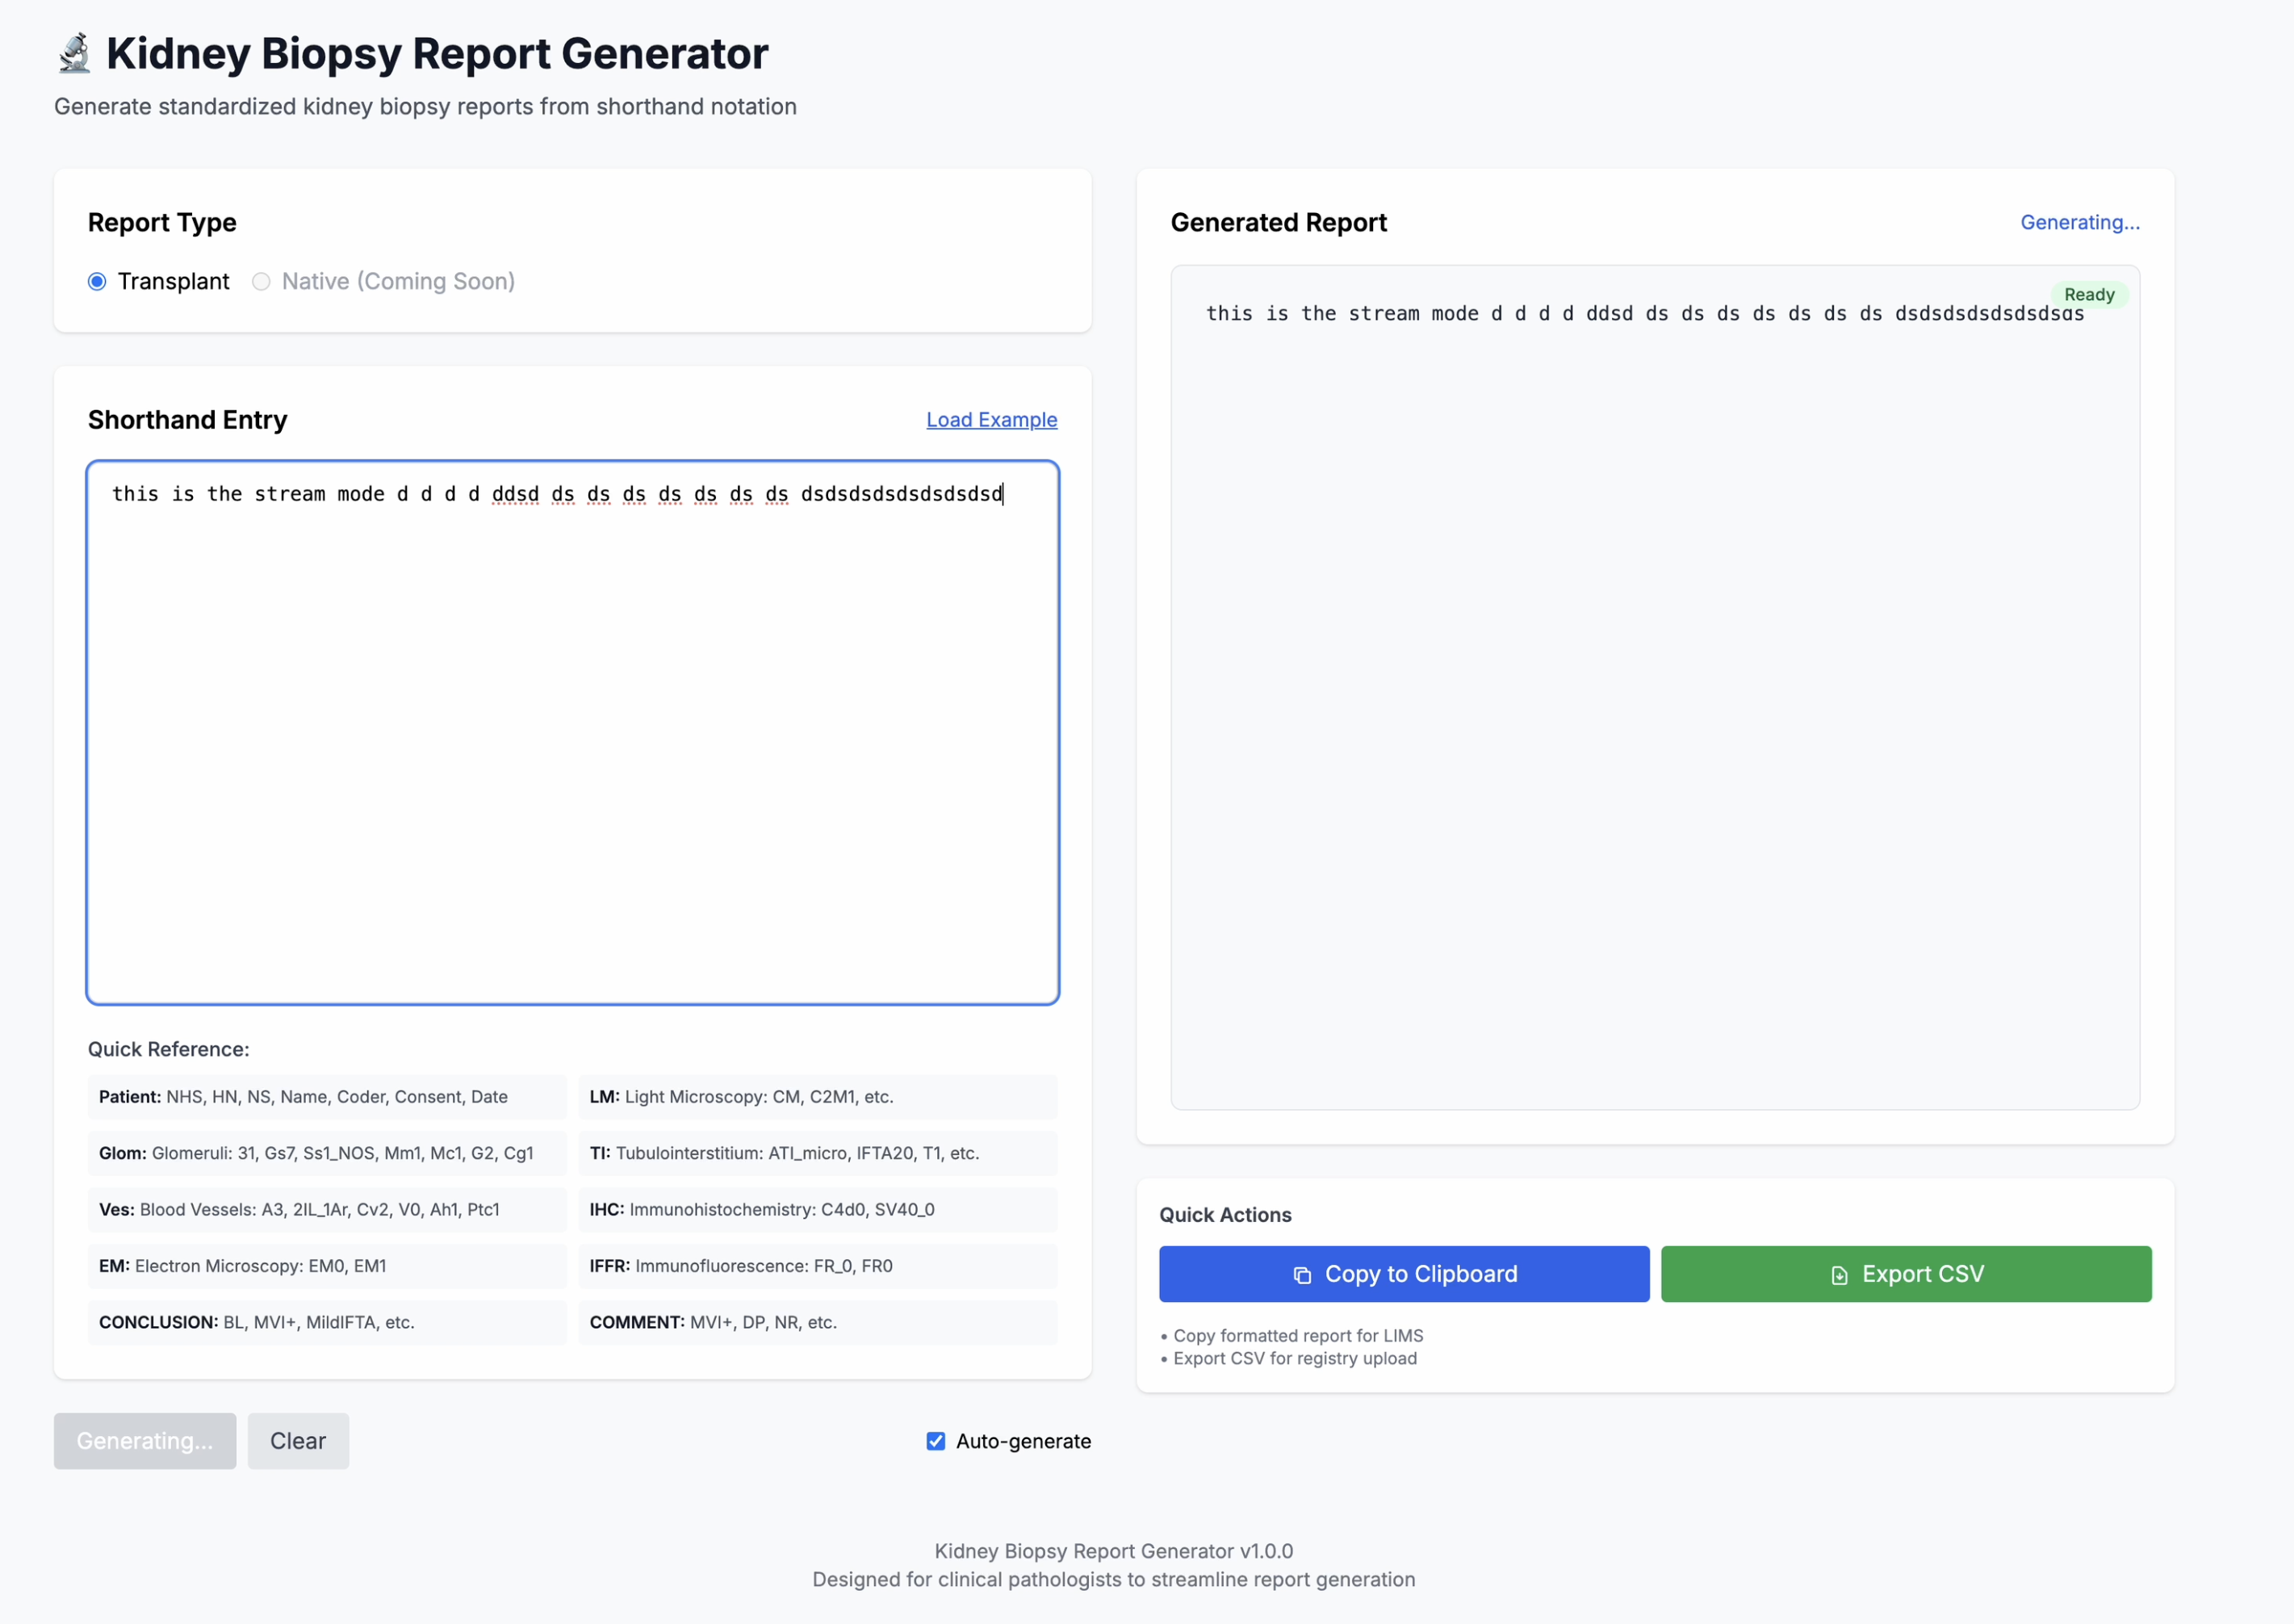 Kidney Biopsy Report Generator
Generate standardized kidney biopsy reports from shorthand notation
Report Type
Transplant Native (Coming Soon)
Shorthand Entry Load Example
this is the stream mode d d d d ddsd ds ds ds ds ds ds ds dsdsdsdsdsdsdsdsd
Quick Reference:
Patient: NHS, HN, NS, Name, Coder, Consent, Date
LM: Light Microscopy: CM, C2M1, etc.
Glom: Glomeruli: 31, Gs7, Ss1_NOS, Mm1, Mc1, G2, Cg1
TI: Tubulointerstitium: ATI_micro, IFTA20, T1, etc.
Ves: Blood Vessels: A3, 2IL_1Ar, Cv2, V0, Ah1, Ptc1
IHC: Immunohistochemistry: C4d0, SV40_0
EM: Electron Microscopy: EM0, EM1
IFFR: Immunofluorescence: FR_0, FR0
CONCLUSION: BL, MVI+, MildIFTA, etc.
COMMENT: MVI+, DP, NR, etc.
Generating... Clear
Auto-generate
Generated Report Generating...
Ready
this is the stream mode d d d d ddsd ds ds ds ds ds ds ds dsdsdsdsdsdsdsds
Quick Actions
Copy to Clipboard
Export CSV
• Copy formatted report for LIMS
• Export CSV for registry upload
Kidney Biopsy Report Generator v1.0.0
Designed for clinical pathologists to streamline report generation